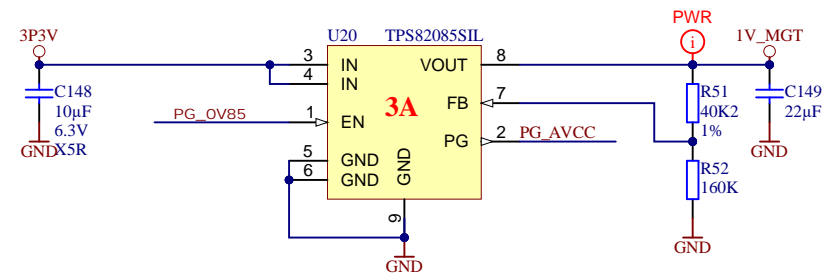 PWR
3P3V
U20 TPS82085SIL
1V_MGT
3 IN
4 IN
VOUT 8
C148
10µF
6.3V
X5R
GND
PG_0V85
1 EN
3A
FB 7
PG 2 PG_AVCC
5 GND
6 GND
GND
9
GND
i
R51
40K2
1%
R52
160K
GND
C149
22µF
GND